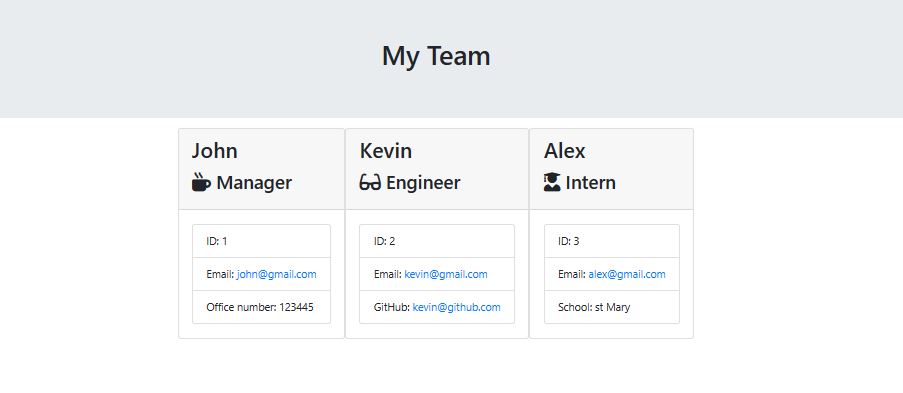 My Team
John
Manager
ID: 1
Email: john@gmail.com
Office number: 123445
Kevin
Engineer
ID: 2
Email: kevin@gmail.com
GitHub: kevin@github.com
Alex
Intern
ID: 3
Email: alex@gmail.com
School: st Mary